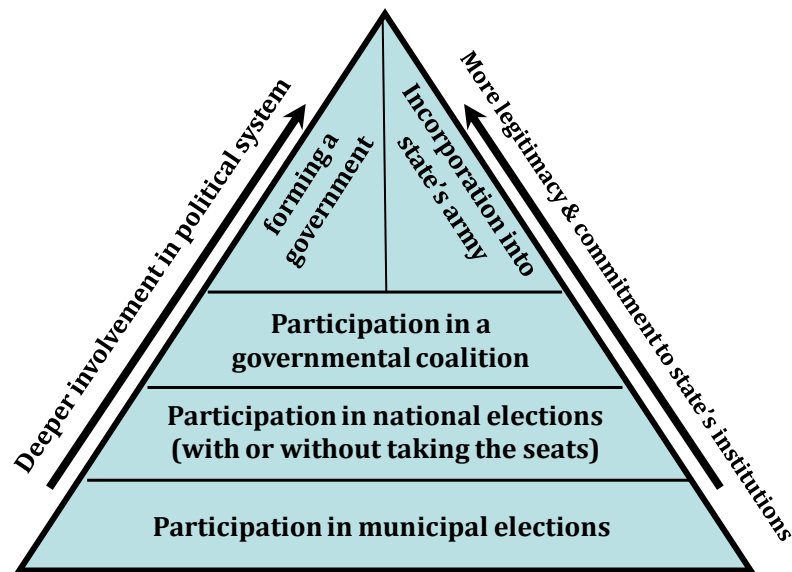 Deeper involvement in political system
More legitimacy & commitment to state's institutions
forming a
government
Incorporation into
state's army
Participation in a
governmental coalition
Participation in national elections
(with or without taking the seats)
Participation in municipal elections